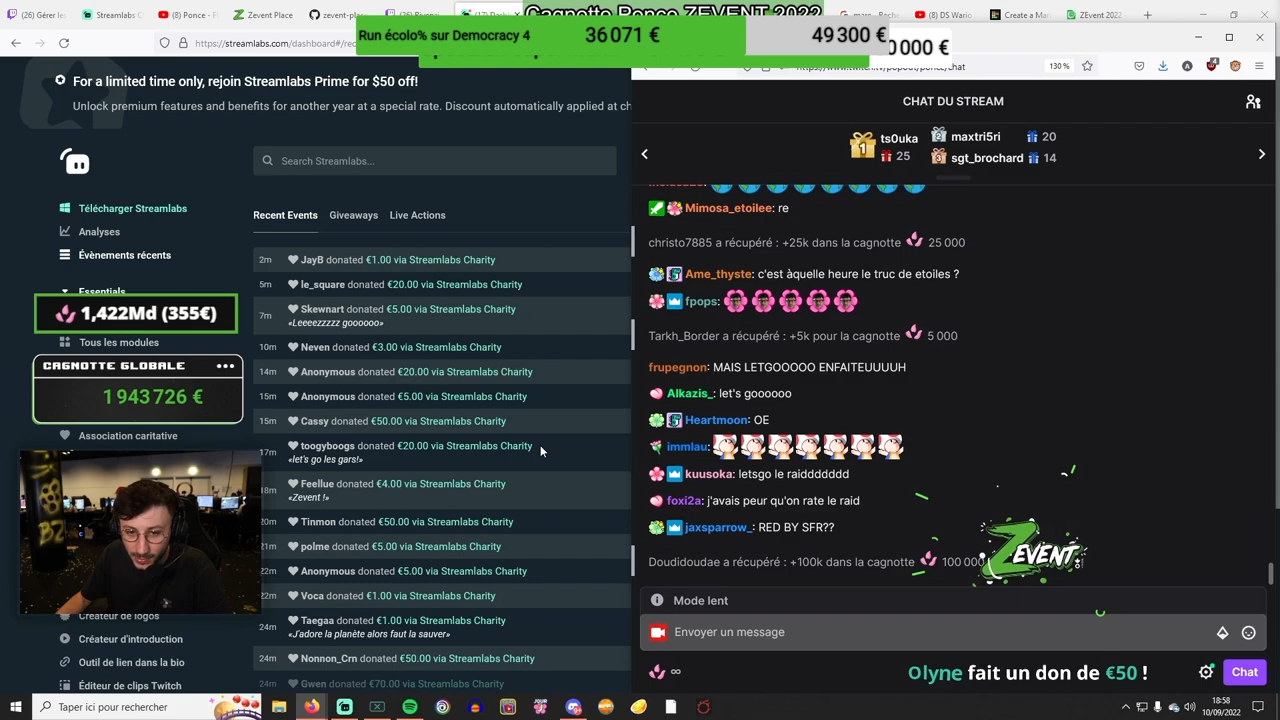 Cagnotte Ponce ZEVENT 2022
Run écolo% sur Democracy 4
36 071 €
49 300 €
https://streamlabs.com/dashboard#/rec
130 %
For a limited time only, rejoin Streamlabs Prime for $50 off!
Unlock premium features and benefits for another year at a special rate. Discount automatically applied at ch
Search Streamlabs...
Télécharger Streamlabs
Analyses
Évènements récents
Essentials
1,422Md (355€)
Tous les modules
CAGNOTTE GLOBALE
1 943 726 €
Association caritative
Créateur de logos
Créateur d'introduction
Outil de lien dans la bio
Éditeur de clips Twitch
Recent Events
Giveaways
Live Actions
2m JayB donated €1.00 via Streamlabs Charity
5m le_square donated €20.00 via Streamlabs Charity
7m Skewnart donated €5.00 via Streamlabs Charity
«Leeezzzzz goooooo»
10m Neven donated €3.00 via Streamlabs Charity
14m Anonymous donated €20.00 via Streamlabs Charity
15m Anonymous donated €5.00 via Streamlabs Charity
15m Cassy donated €50.00 via Streamlabs Charity
17m toogyboogs donated €20.00 via Streamlabs Charity
«let's go les gars!»
18m Feellue donated €4.00 via Streamlabs Charity
«Zevent !»
20m Tinmon donated €50.00 via Streamlabs Charity
21m polme donated €5.00 via Streamlabs Charity
22m Anonymous donated €5.00 via Streamlabs Charity
22m Voca donated €1.00 via Streamlabs Charity
24m Taegaa donated €1.00 via Streamlabs Charity
«J'adore la planète alors faut la sauver»
24m Nonnon_Crn donated €50.00 via Streamlabs Charity
24m Gwen donated €70.00 via Streamlabs Charity
CHAT DU STREAM
1 ts0uka 25
2 maxtri5ri 20
3 sgt_brochard 14
Mimosa_etoilee: re
christo7885 a récupéré : +25k dans la cagnotte 25 000
Ame_thyste: c'est àquelle heure le truc de etoiles ?
fpops:
Tarkh_Border a récupéré : +5k pour la cagnotte 5 000
frupegnon: MAIS LETGOOOOO ENFAITEUUUUH
Alkazis_: let's goooooo
Heartmoon: OE
immlau:
kuusoka: letsgo le raidddddd
foxi2a: j'avais peur qu'on rate le raid
jaxsparrow_: RED BY SFR??
Doudidoudae a récupéré : +100k dans la cagnotte 100 000
ZEVENT
Mode lent
Envoyer un message
∞
Olyne fait un don de €50 !
Chat
Taper ici pour rechercher
18:58
10/09/2022